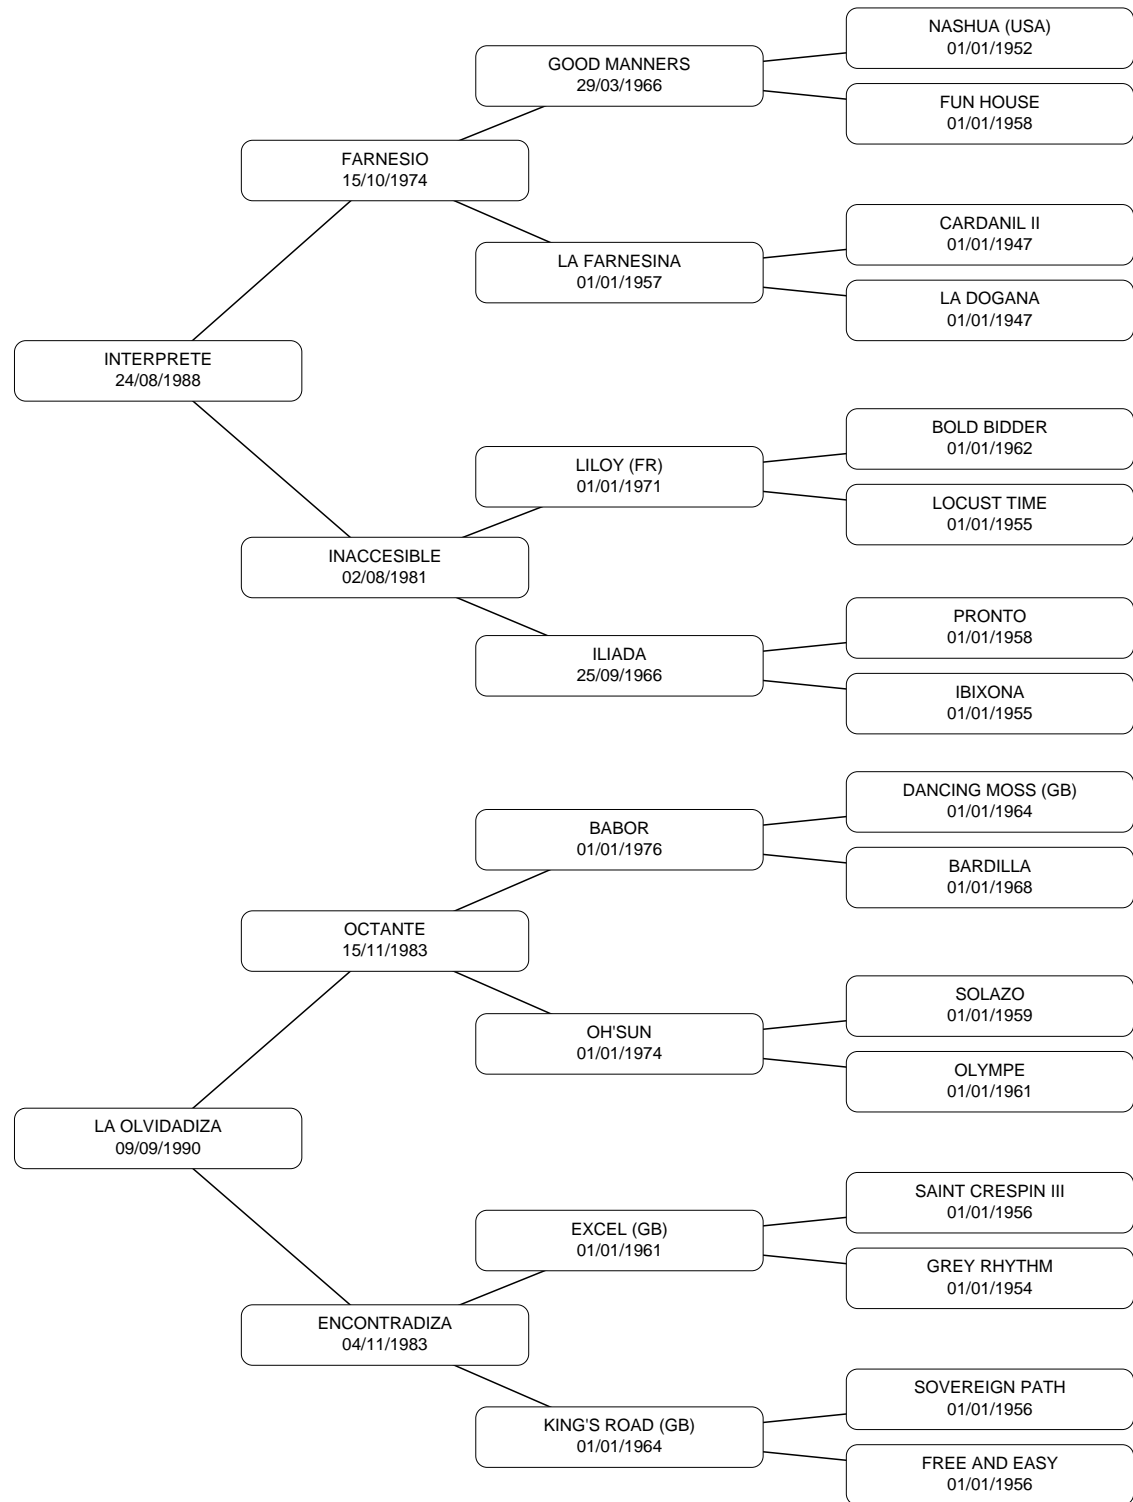 NASHUA (USA)
01/01/1952
GOOD MANNERS
29/03/1966
FUN HOUSE
01/01/1958
FARNESIO
15/10/1974
CARDANIL II
01/01/1947
LA FARNESINA
01/01/1957
LA DOGANA
01/01/1947
INTERPRETE
24/08/1988
BOLD BIDDER
01/01/1962
LILOY (FR)
01/01/1971
LOCUST TIME
01/01/1955
INACCESIBLE
02/08/1981
PRONTO
01/01/1958
ILIADA
25/09/1966
IBIXONA
01/01/1955
DANCING MOSS (GB)
01/01/1964
BABOR
01/01/1976
BARDILLA
01/01/1968
OCTANTE
15/11/1983
SOLAZO
01/01/1959
OH'SUN
01/01/1974
OLYMPE
01/01/1961
LA OLVIDADIZA
09/09/1990
SAINT CRESPIN III
01/01/1956
EXCEL (GB)
01/01/1961
GREY RHYTHM
01/01/1954
ENCONTRADIZA
04/11/1983
SOVEREIGN PATH
01/01/1956
KING'S ROAD (GB)
01/01/1964
FREE AND EASY
01/01/1956